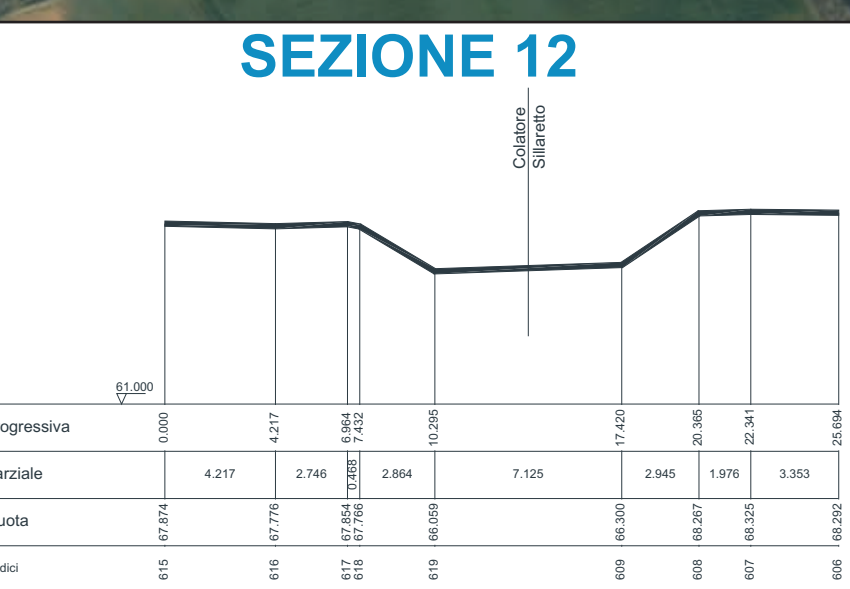 SEZIONE 12
Colatore
Sillaretto
61.000
ogressiva 0.000 4.217 6.964 7.432 10.295 17.420 20.365 22.341 25.694
arziale 4.217 2.746 0.468 2.864 7.125 2.945 1.976 3.353
uota 67.874 67.776 67.854 67.766 66.059 66.300 68.267 68.325 68.292
dici 615 616 617 618 619 609 608 607 606